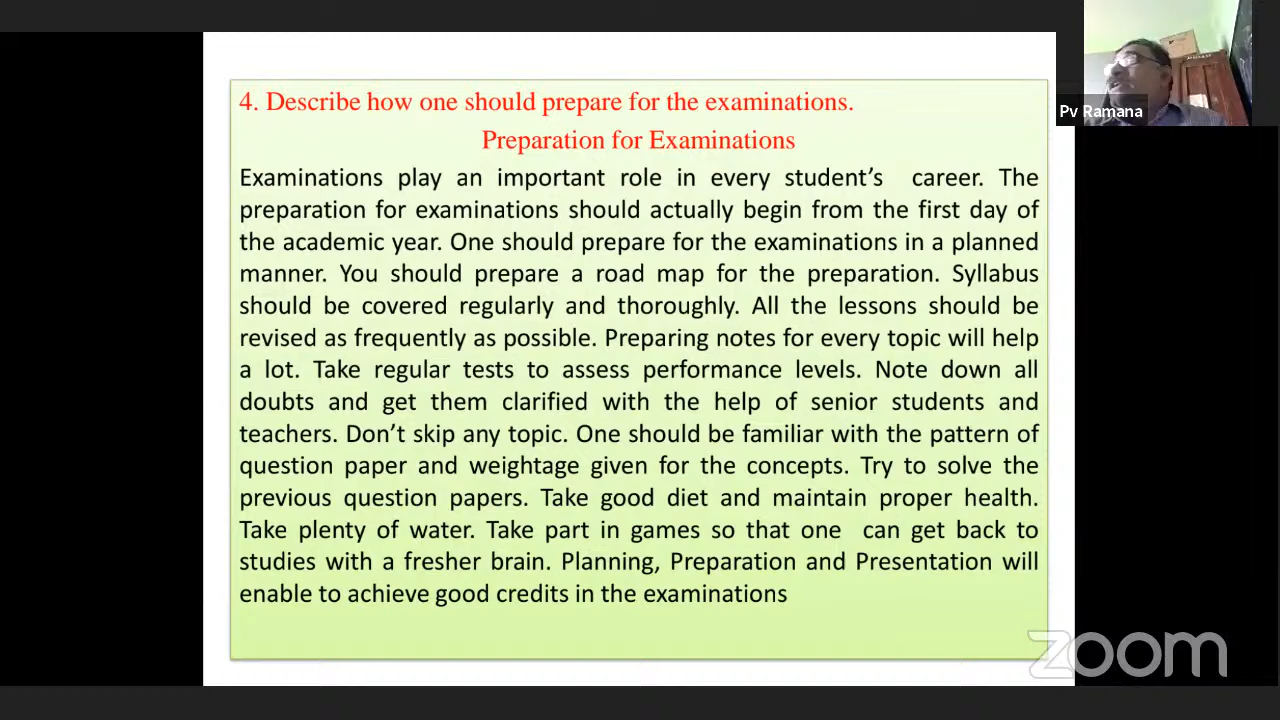 4. Describe how one should prepare for the examinations.
Pv Ramana
Preparation for Examinations
Examinations play an important role in every student’s career. The
preparation for examinations should actually begin from the first day of
the academic year. One should prepare for the examinations in a planned
manner. You should prepare a road map for the preparation. Syllabus
should be covered regularly and thoroughly. All the lessons should be
revised as frequently as possible. Preparing notes for every topic will help
a lot. Take regular tests to assess performance levels. Note down all
doubts and get them clarified with the help of senior students and
teachers. Don’t skip any topic. One should be familiar with the pattern of
question paper and weightage given for the concepts. Try to solve the
previous question papers. Take good diet and maintain proper health.
Take plenty of water. Take part in games so that one can get back to
studies with a fresher brain. Planning, Preparation and Presentation will
enable to achieve good credits in the examinations
zoom